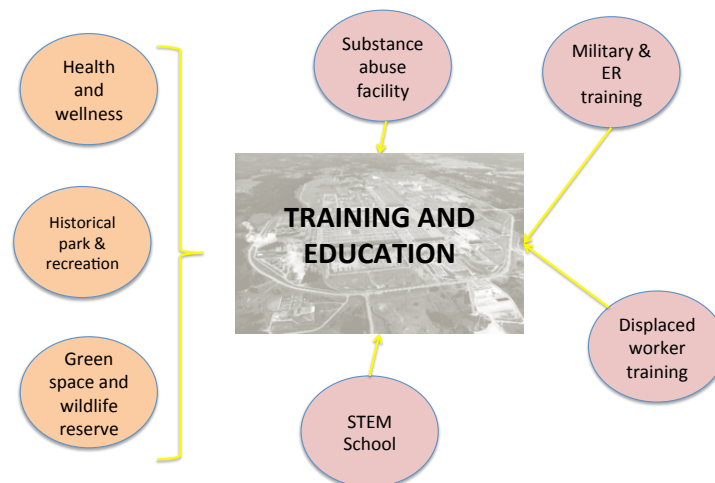 Health
and
wellness
Historical
park &
recreation
Green
space and
wildlife
reserve
Substance
abuse
facility
TRAINING AND
EDUCATION
STEM
School
Military &
ER
training
Displaced
worker
training